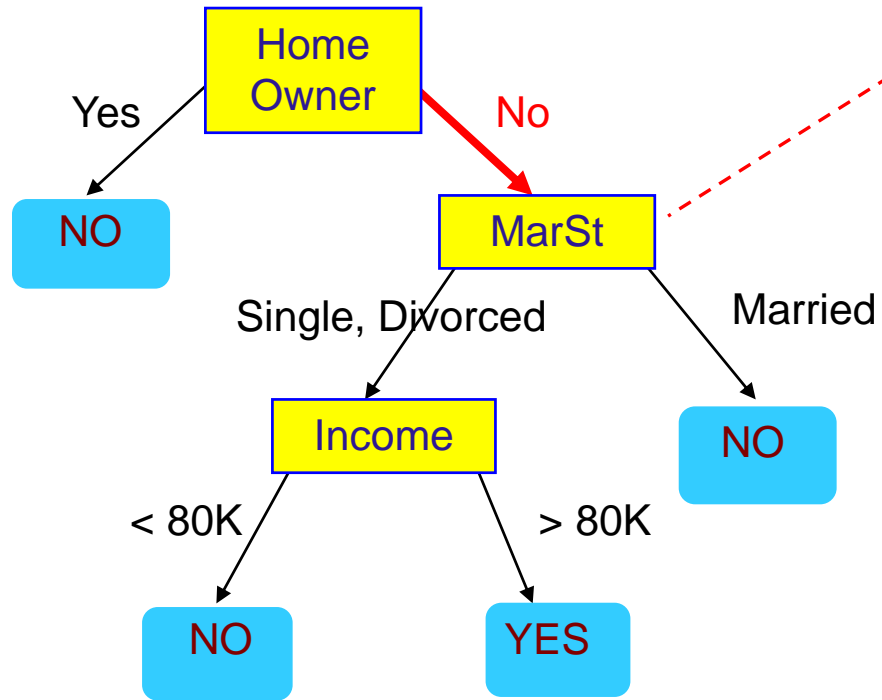 Home
Owner
Yes
No
NO
MarSt
Single, Divorced
Married
Income
NO
< 80K
> 80K
NO
YES